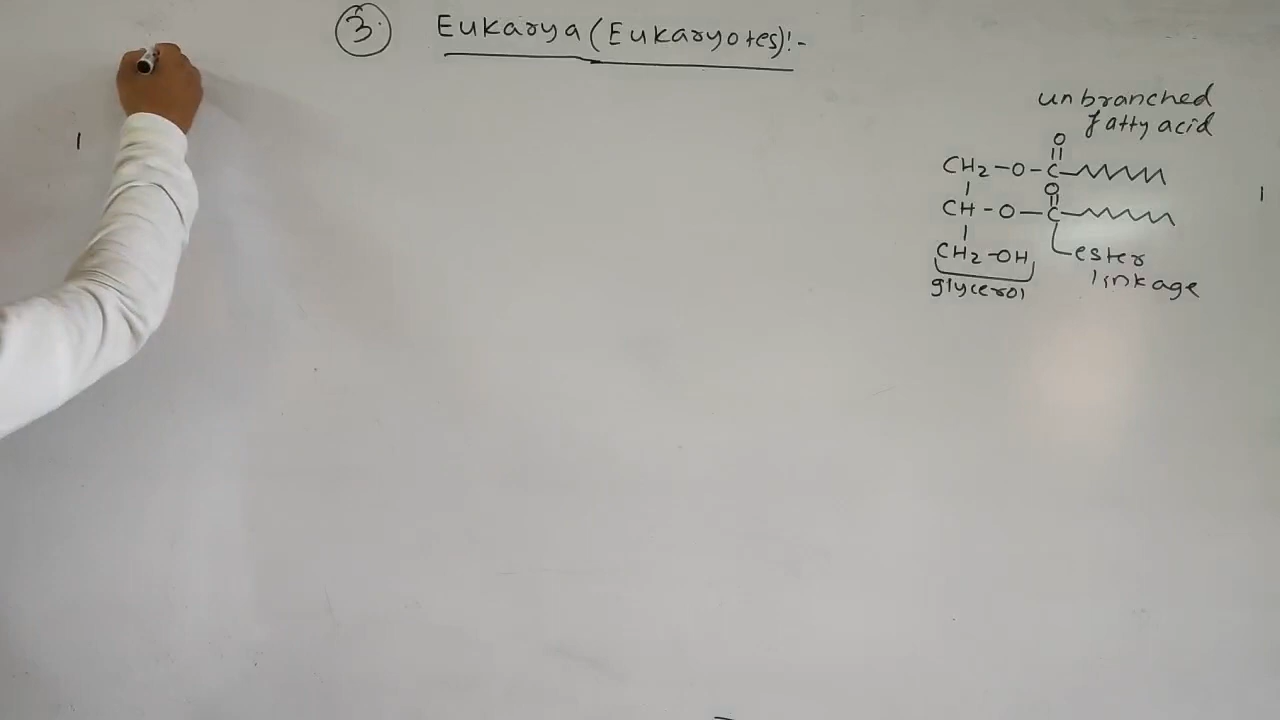 3. Eukarya (Eukaryotes):-
unbranched
fatty acid
O
||
CH2-O-C
O
||
CH-O-C
CH2-OH
ester
linkage
glycerol